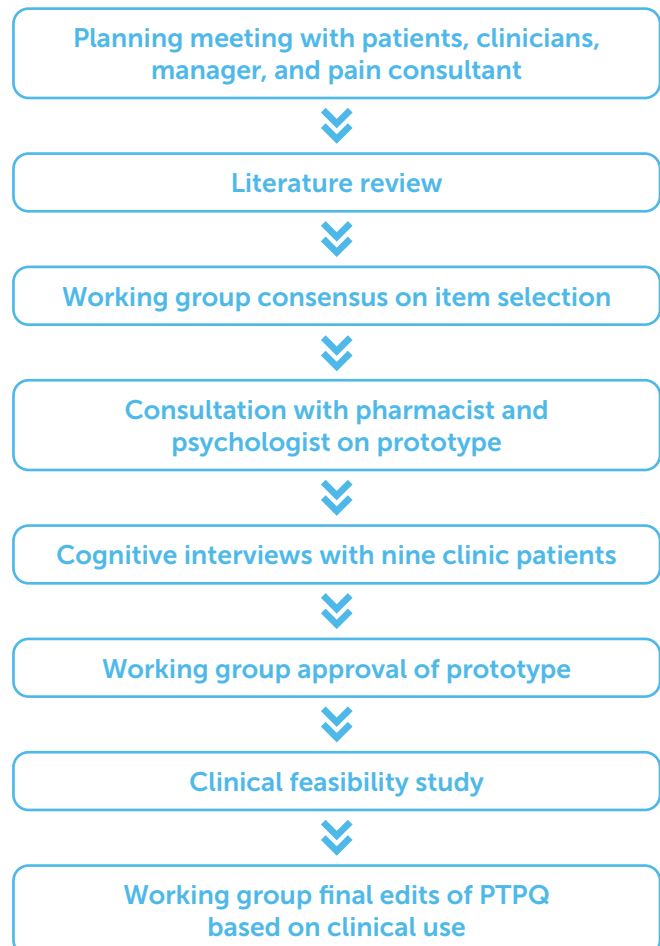 Planning meeting with patients, clinicians,
manager, and pain consultant
Literature review
Working group consensus on item selection
Consultation with pharmacist and
psychologist on prototype
Cognitive interviews with nine clinic patients
Working group approval of prototype
Clinical feasibility study
Working group final edits of PTPQ
based on clinical use